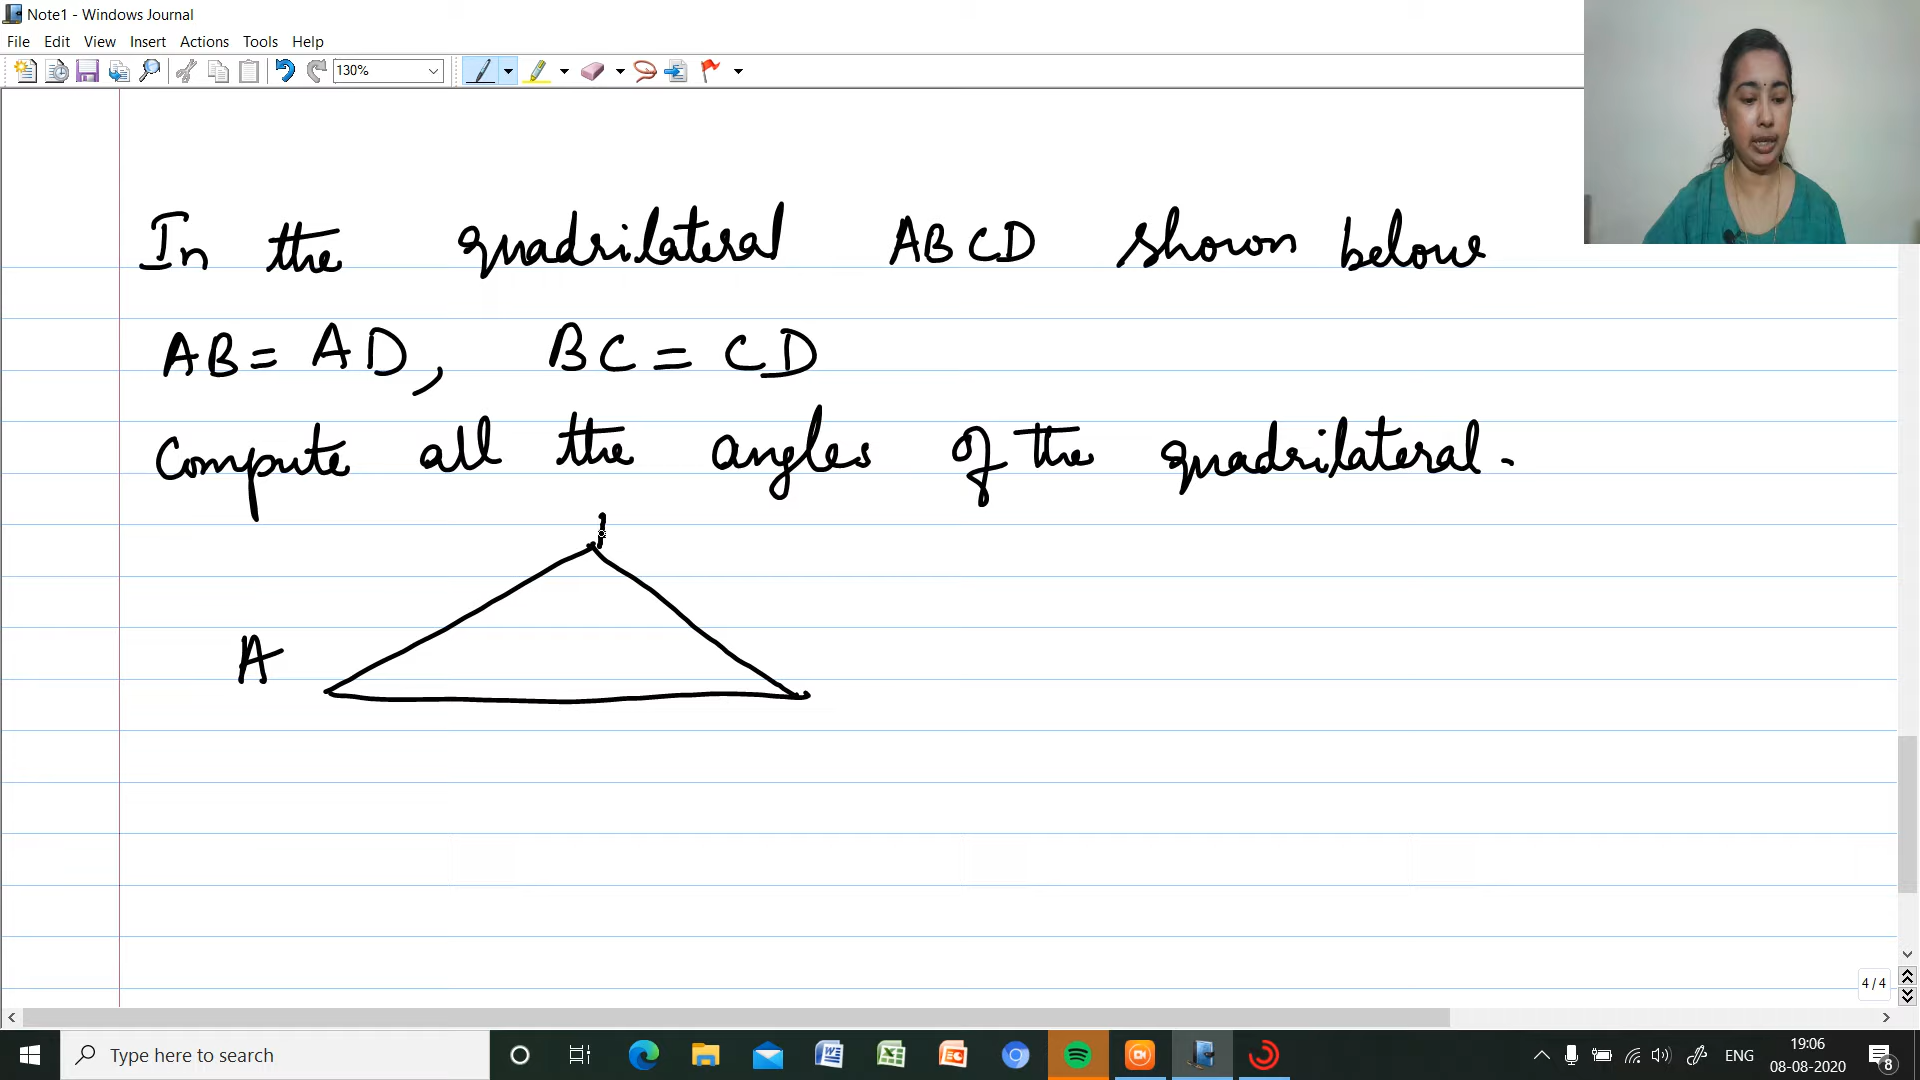 Note1 - Windows Journal
File Edit View Insert Actions Tools Help
130%
In the quadrilateral ABCD shown below
AB = AD, BC = CD
Compute all the angles of the quadrilateral.
A
4 / 4
Type here to search
ENG
19:06
08-08-2020
8